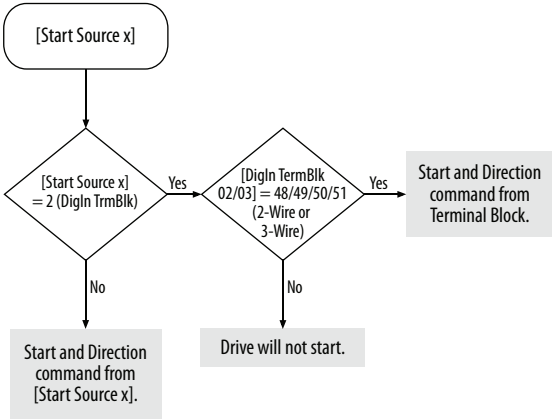 [Start Source x]
[Start Source x]
= 2 (DigIn TrmBlk)
Yes
[DigIn TermBlk
02/03] = 48/49/50/51
(2-Wire or
3-Wire)
Yes
Start and Direction
command from
Terminal Block.
No
No
Start and Direction
command from
[Start Source x].
Drive will not start.